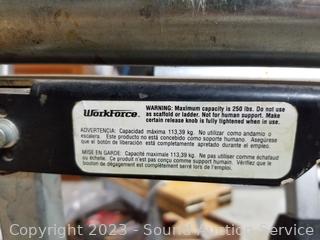 WORKFORCE.
WARNING: Maximum capacity is 250 lbs. Do not use
as scaffold or ladder. Not for human support. Make
certain release knob is fully tightened when in use.
ADVERTENCIA: Capacidad máxima 113,39 kg. No utilizar como andamio o
escalera. Este producto no está concebido como soporte humano. Asegúrese
que el botón de liberación está totalmente apretado durante el empleo.
MISE EN GARDE: Capacité maximale 113,39 kg. Ne pas utiliser comme échafaud
ou échelle. Ce produit n'est pas conçu comme support humain. Vérifiez que le
bouton de dégagement est complètement serré lors de l'emploi.
Copyright 2023 - Sound Auction Service